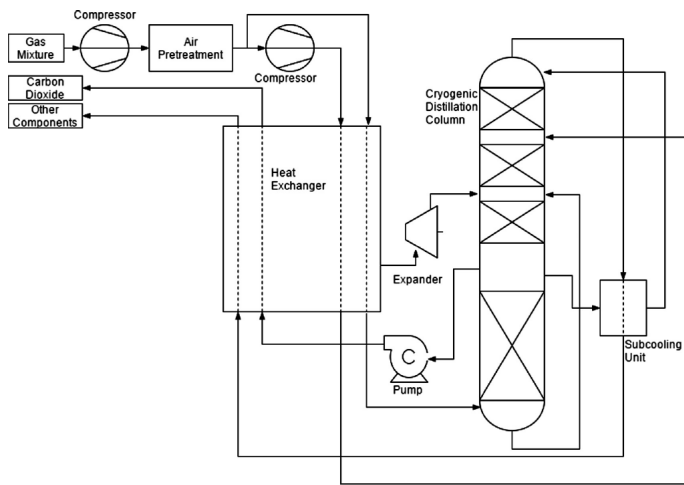 Compressor
Gas
Mixture
Air
Pretreatment
Compressor
Carbon
Dioxide
Other
Components
Cryogenic
Distillation
Column
Heat
Exchanger
Expander
Subcooling
Unit
C
Pump